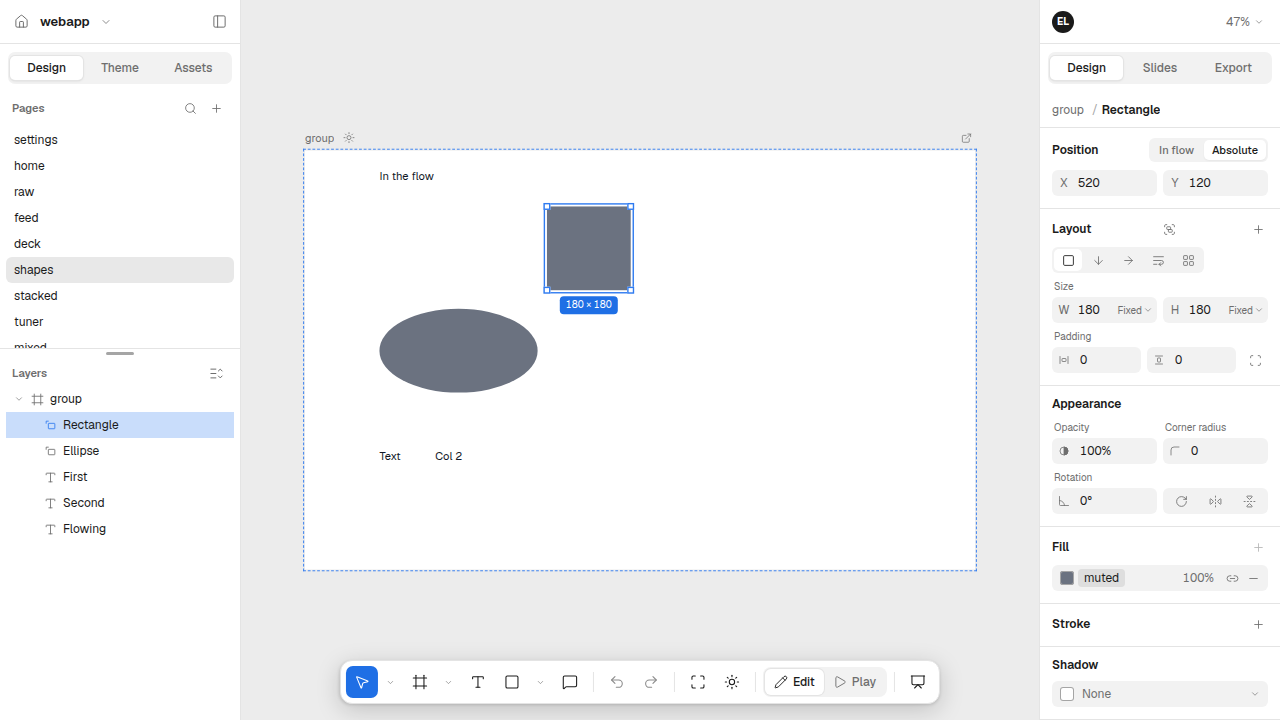 webapp
Design
Theme
Assets
Pages
settings
home
raw
feed
deck
shapes
stacked
tuner
mixed
Layers
group
Rectangle
Ellipse
First
Second
Flowing
group
In the flow
180 × 180
Text
Col 2
Edit
Play
EL
47%
Design
Slides
Export
group / Rectangle
Position
In flow
Absolute
X 520
Y 120
Layout
Size
W 180 Fixed
H 180 Fixed
Padding
0
0
Appearance
Opacity
Corner radius
100%
0
Rotation
0°
Fill
muted
100%
Stroke
Shadow
None